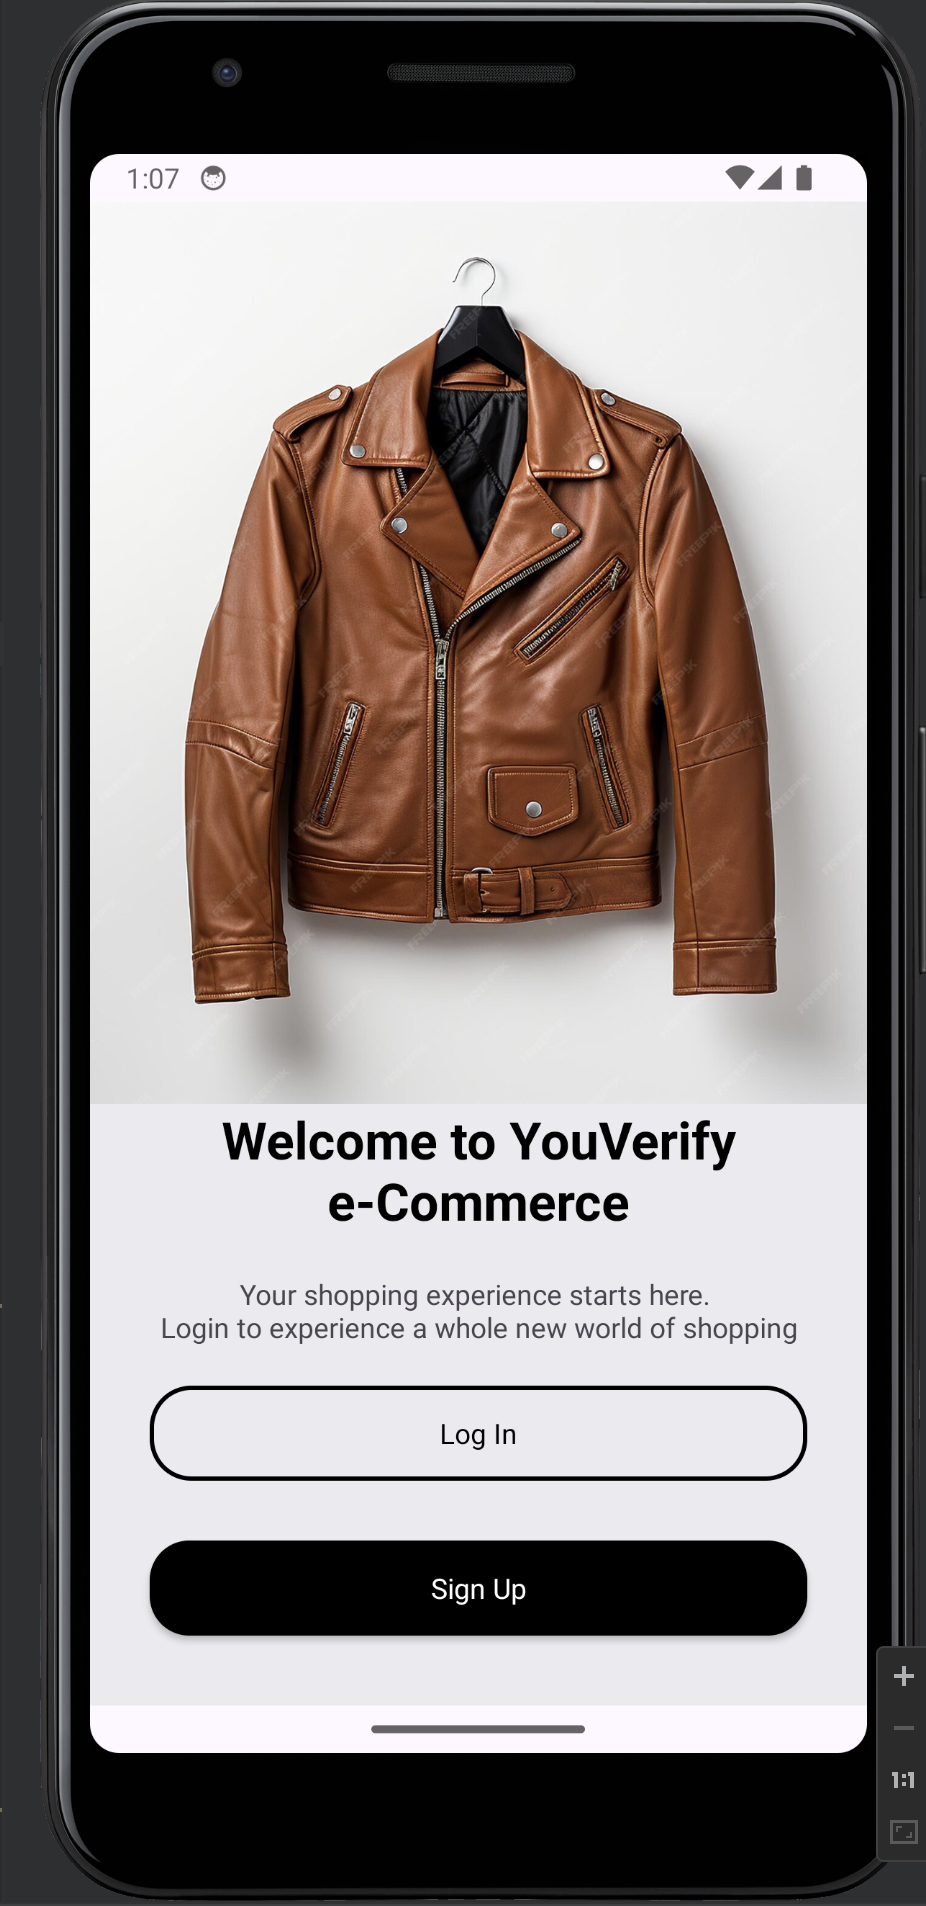 1:07
Welcome to YouVerify
e-Commerce
Your shopping experience starts here.
Login to experience a whole new world of shopping
Log In
Sign Up
1:1
FREEPIK